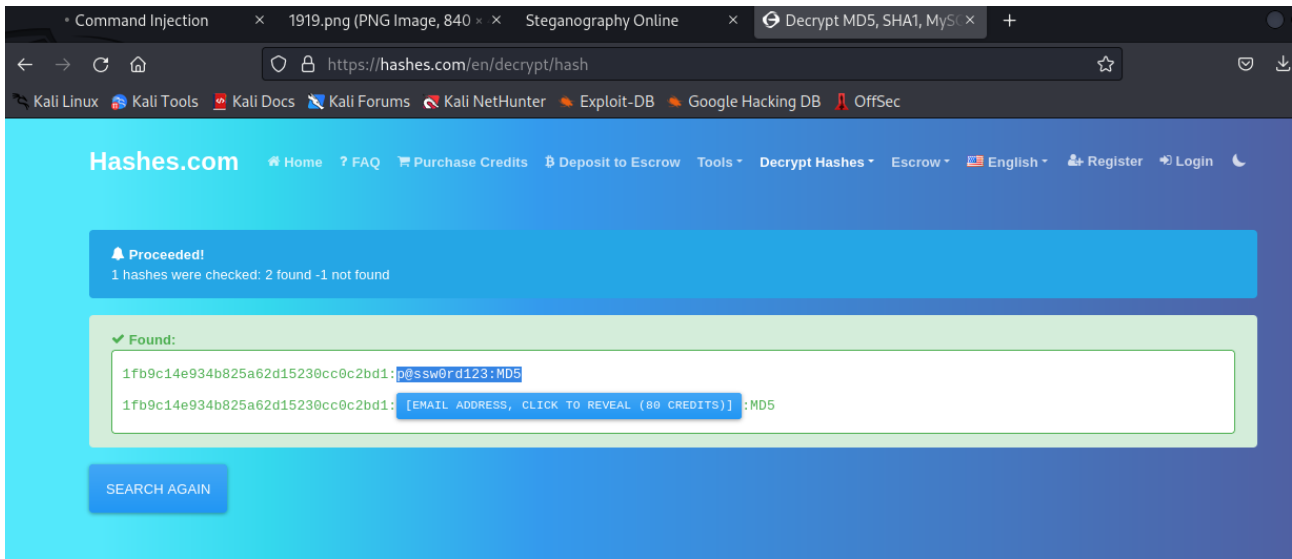 Command Injection × 1919.png (PNG Image, 840 × × Steganography Online × Decrypt MD5, SHA1, MySQ × +
https://hashes.com/en/decrypt/hash
Kali Linux Kali Tools Kali Docs Kali Forums Kali NetHunter Exploit-DB Google Hacking DB OffSec
Hashes.com Home ? FAQ Purchase Credits Deposit to Escrow Tools Decrypt Hashes Escrow English Register Login
Proceeded!
1 hashes were checked: 2 found -1 not found
Found:
1fb9c14e934b825a62d15230cc0c2bd1:p@ssw0rd123:MD5
1fb9c14e934b825a62d15230cc0c2bd1: [EMAIL ADDRESS, CLICK TO REVEAL (80 CREDITS)] :MD5
SEARCH AGAIN